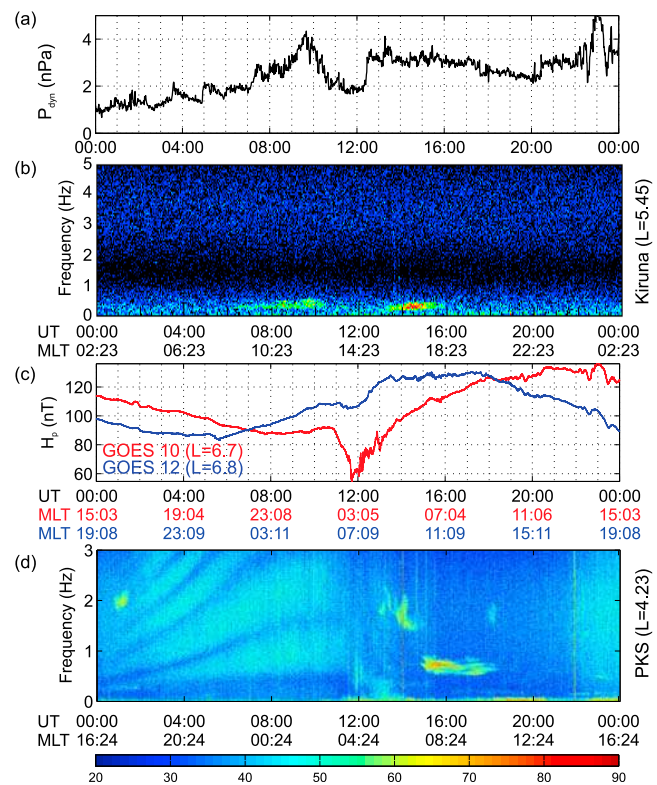 (a)
P_dyn (nPa)
4
2
0
00:00 04:00 08:00 12:00 16:00 20:00 00:00
(b)
Frequency (Hz)
5
4
3
2
1
0
Kiruna (L=5.45)
UT 00:00 04:00 08:00 12:00 16:00 20:00 00:00
MLT 02:23 06:23 10:23 14:23 18:23 22:23 02:23
(c)
H_p (nT)
120
100
80
60
GOES 10 (L=6.7)
GOES 12 (L=6.8)
UT 00:00 04:00 08:00 12:00 16:00 20:00 00:00
MLT 15:03 19:04 23:08 03:05 07:04 11:06 15:03
MLT 19:08 23:09 03:11 07:09 11:09 15:11 19:08
(d)
Frequency (Hz)
3
2
1
0
PKS (L=4.23)
UT 00:00 04:00 08:00 12:00 16:00 20:00 00:00
MLT 16:24 20:24 00:24 04:24 08:24 12:24 16:24
20 30 40 50 60 70 80 90